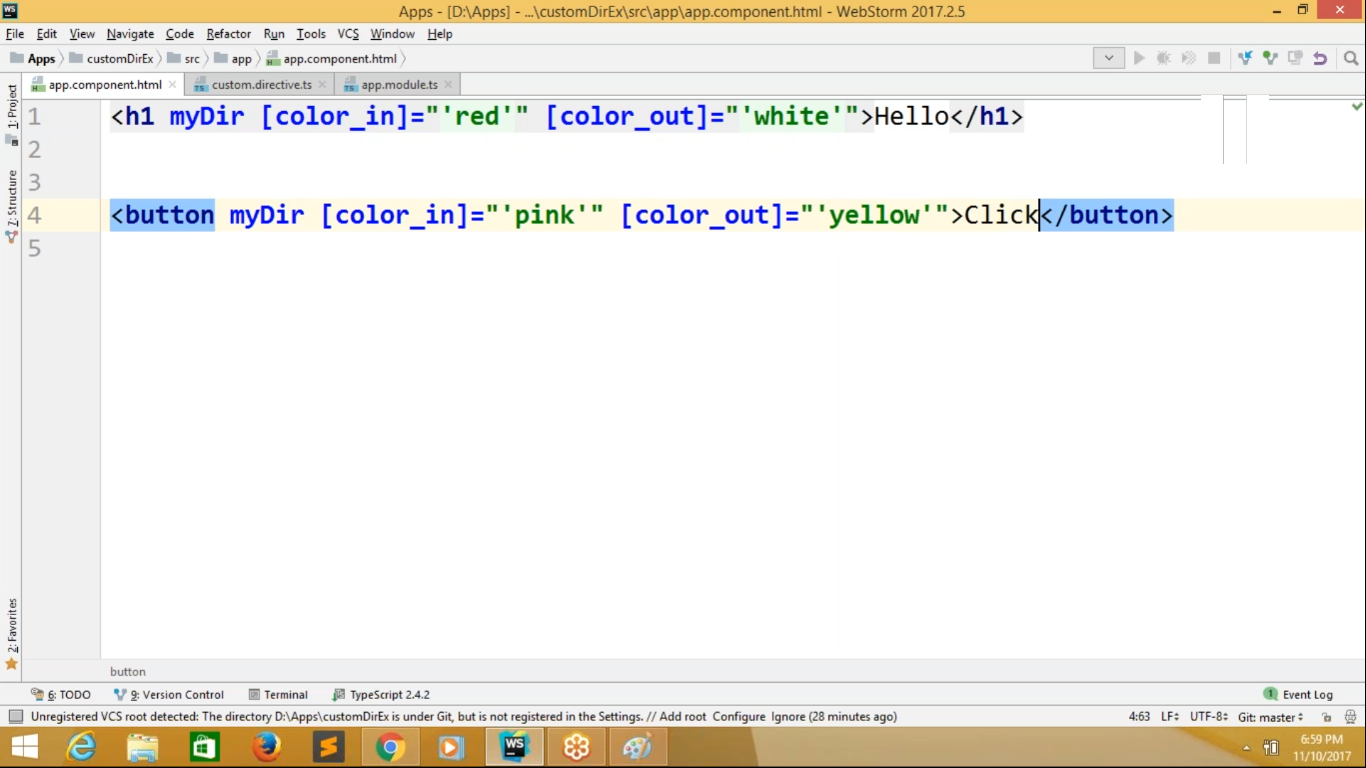 WS
Apps - [D:\Apps] - ...\customDirEx\src\app\app.component.html - WebStorm 2017.2.5
File Edit View Navigate Code Refactor Run Tools VCS Window Help
Apps customDirEx src app app.component.html
app.component.html custom.directive.ts app.module.ts
1: Project
2: Structure
2: Favorites
1 <h1 myDir [color_in]="'red'" [color_out]="'white'">Hello</h1>
2
3
4 <button myDir [color_in]="'pink'" [color_out]="'yellow'">Click</button>
5
button
6: TODO 9: Version Control Terminal TypeScript 2.4.2 1 Event Log
Unregistered VCS root detected: The directory D:\Apps\customDirEx is under Git, but is not registered in the Settings. // Add root Configure Ignore (28 minutes ago) 4:63 LF UTF-8 Git: master
WS
6:59 PM
11/10/2017